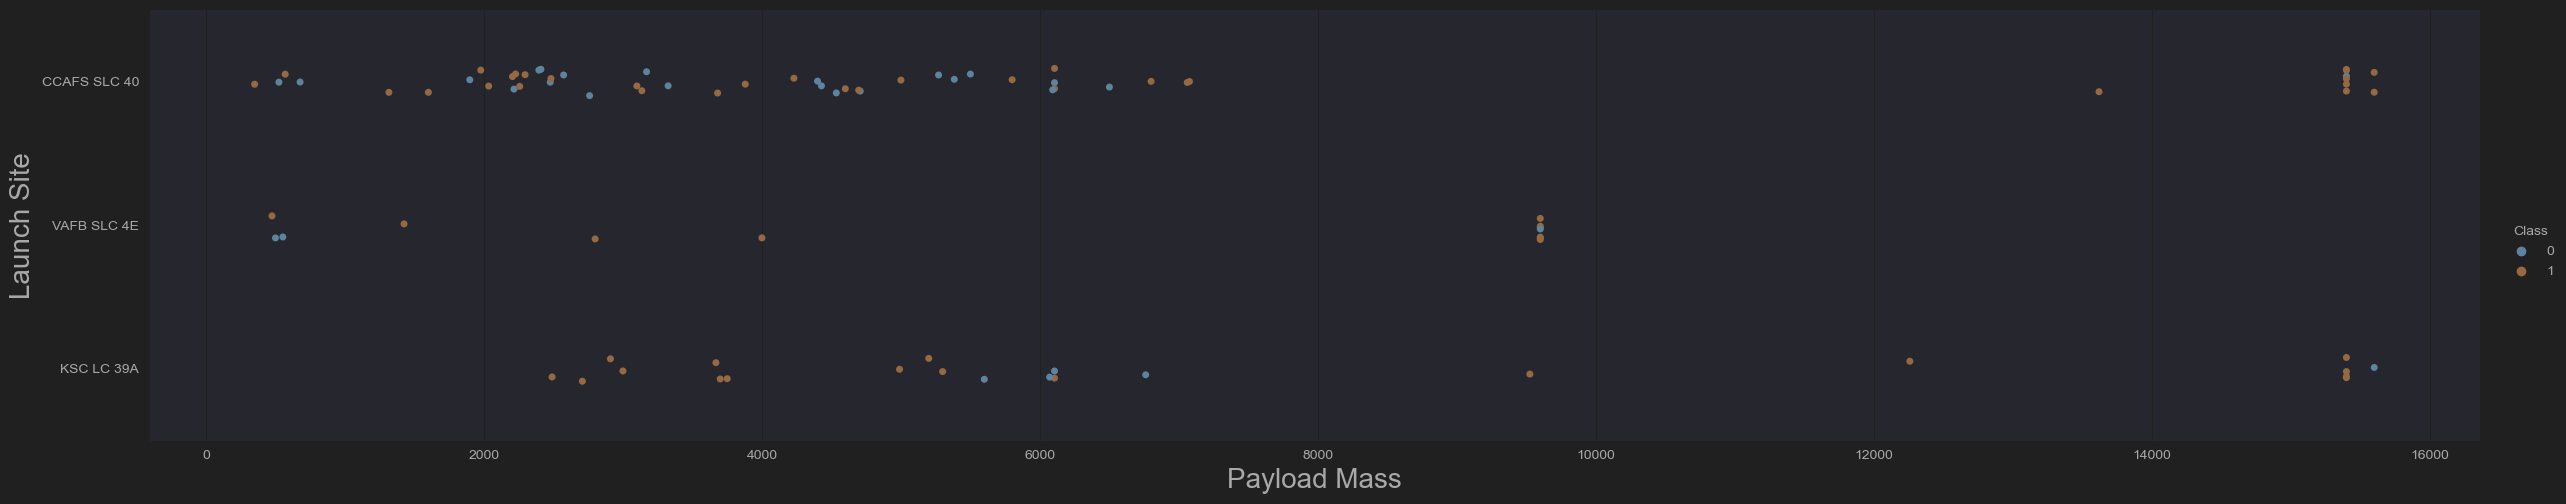 Launch Site
CCAFS SLC 40
VAFB SLC 4E
KSC LC 39A
0 2000 4000 6000 8000 10000 12000 14000 16000
Payload Mass
Class
0
1